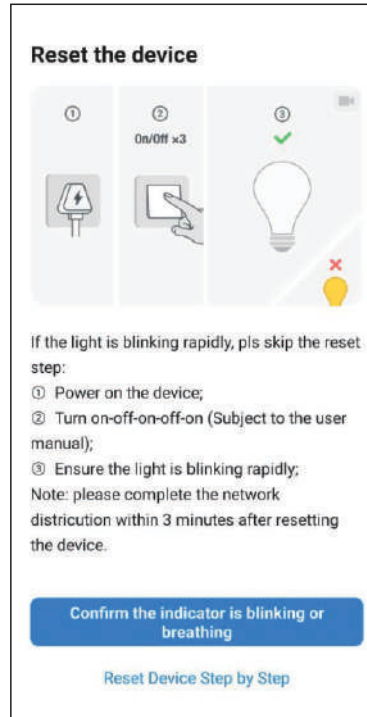 Reset the device
① ② ③
On/Off ×3
If the light is blinking rapidly, pls skip the reset
step:
① Power on the device;
② Turn on-off-on-off-on (Subject to the user
manual);
③ Ensure the light is blinking rapidly;
Note: please complete the network
districution within 3 minutes after resetting
the device.
Confirm the indicator is blinking or
breathing
Reset Device Step by Step